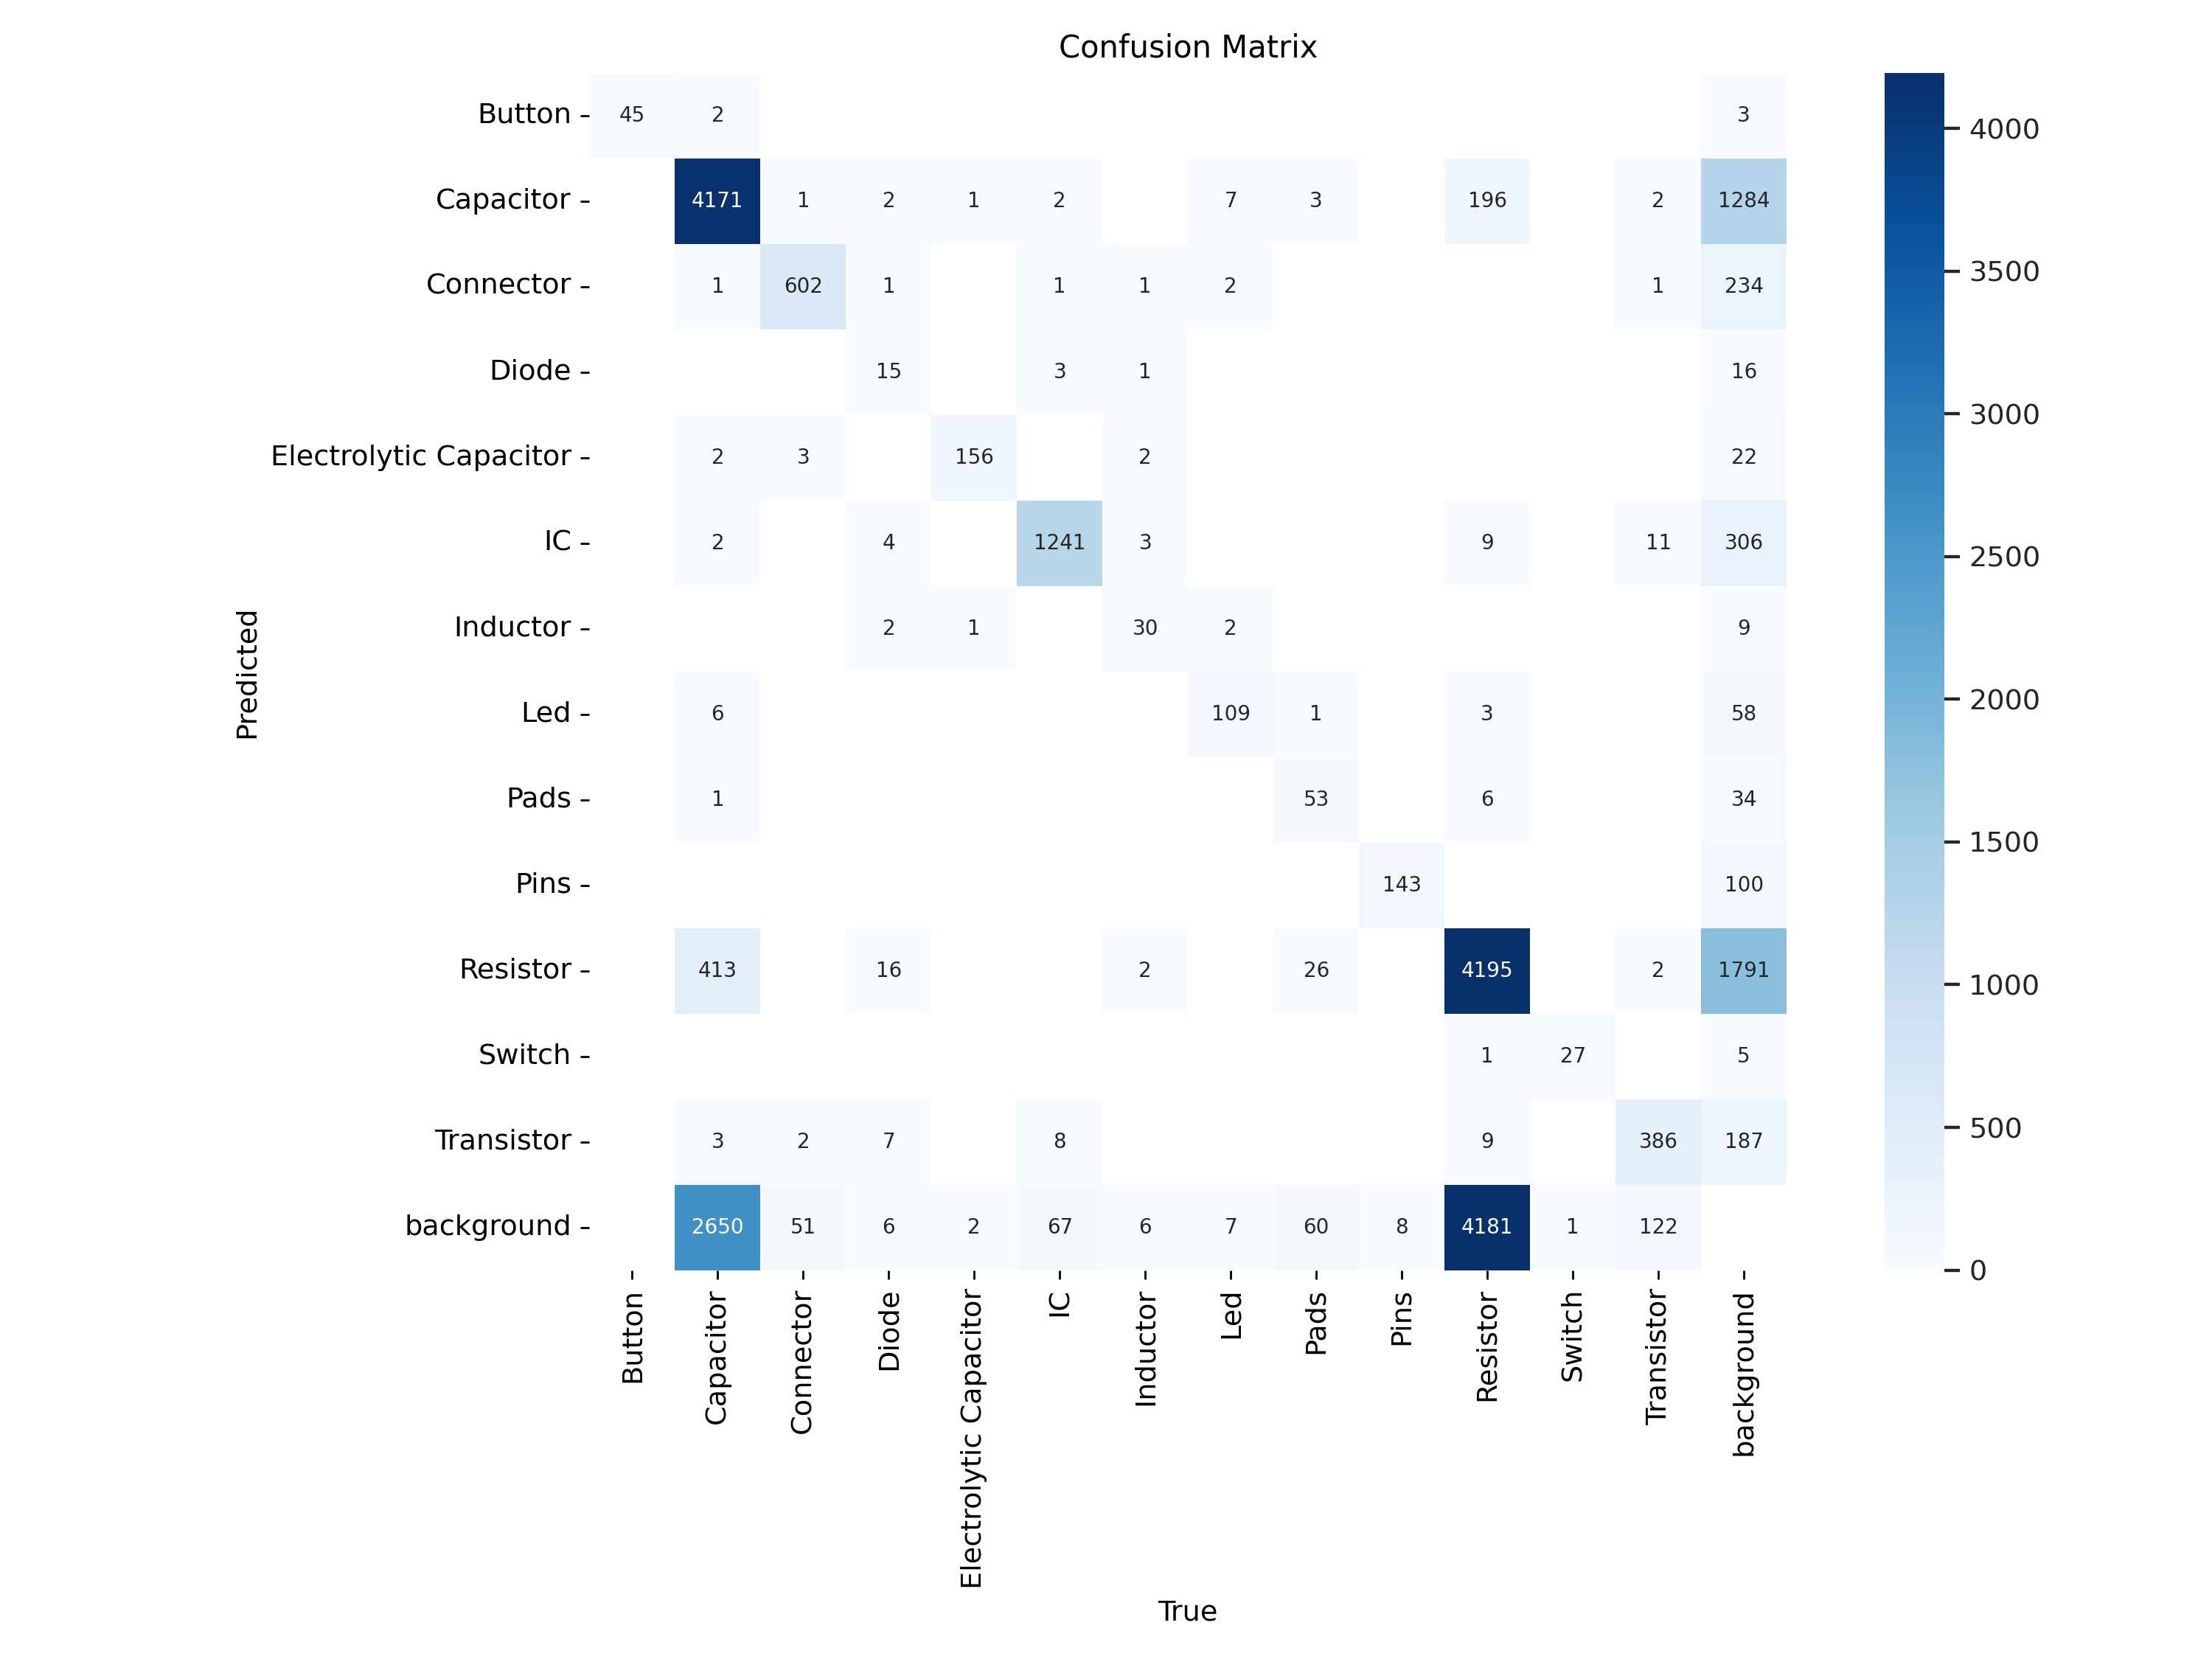 Confusion Matrix
Button 45 2 3
Capacitor 4171 1 2 1 2 7 3 196 2 1284
Connector 1 602 1 1 1 2 1 234
Diode 15 3 1 16
Electrolytic Capacitor 2 3 156 2 22
IC 2 4 1241 3 9 11 306
Inductor 2 1 30 2 9
Led 6 109 1 3 58
Pads 1 53 6 34
Pins 143 100
Resistor 413 16 2 26 4195 2 1791
Switch 1 27 5
Transistor 3 2 7 8 9 386 187
background 2650 51 6 2 67 6 7 60 8 4181 1 122
Predicted
Button
Capacitor
Connector
Diode
Electrolytic Capacitor
IC
Inductor
Led
Pads
Pins
Resistor
Switch
Transistor
background
True
4000
3500
3000
2500
2000
1500
1000
500
0